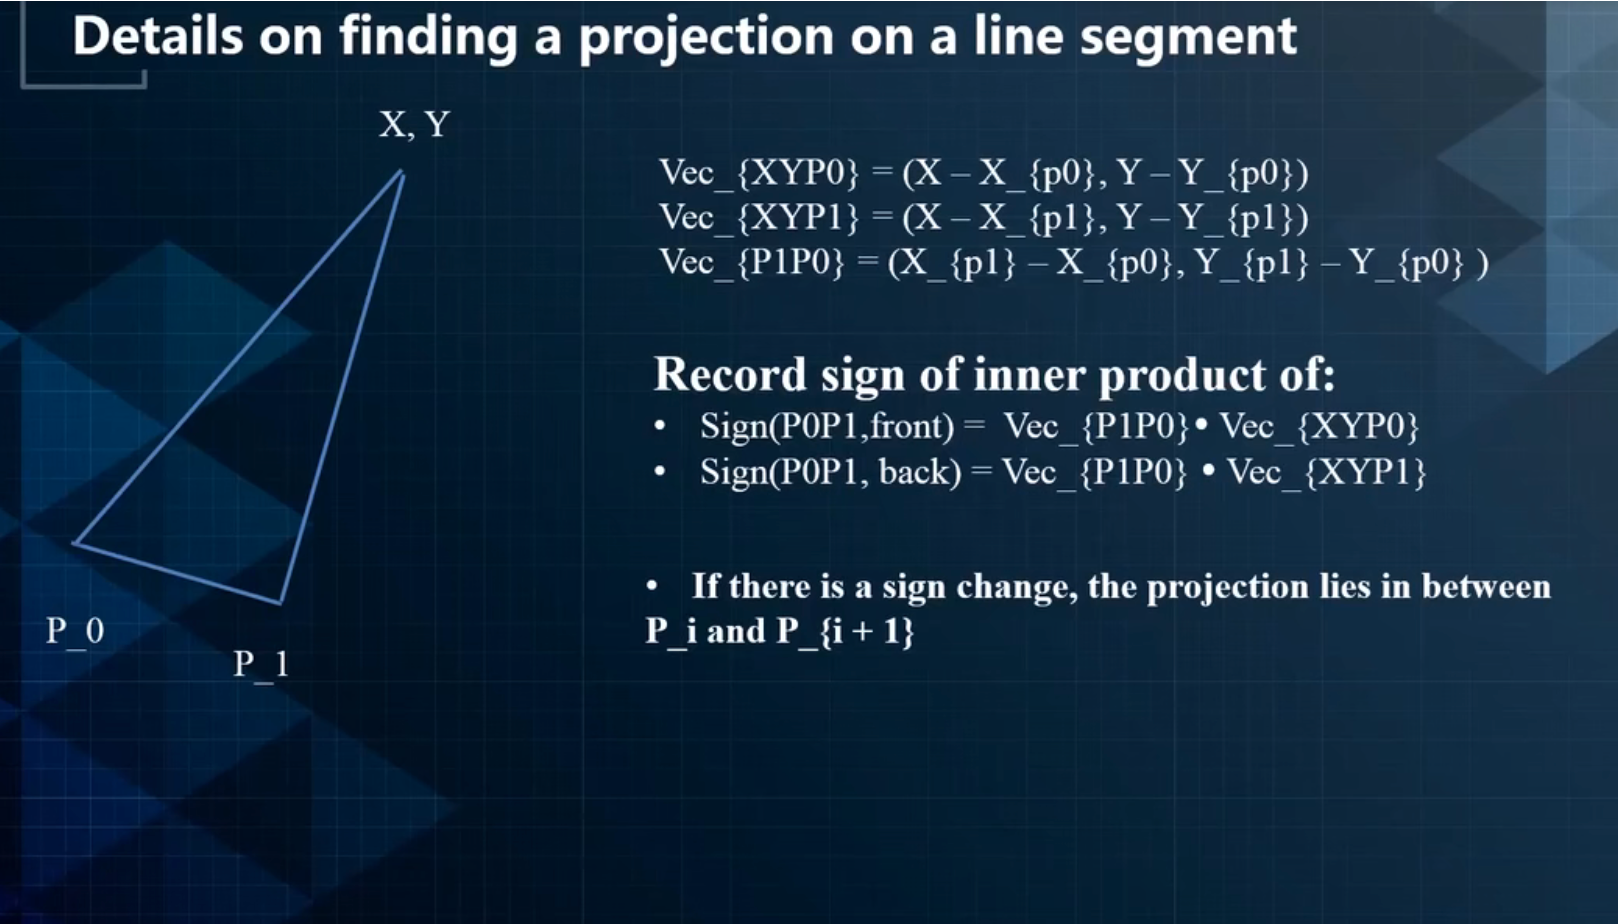 Details on finding a projection on a line segment
X, Y
P_0
P_1
Vec_{XYP0} = (X – X_{p0}, Y – Y_{p0})
Vec_{XYP1} = (X – X_{p1}, Y – Y_{p1})
Vec_{P1P0} = (X_{p1} – X_{p0}, Y_{p1} – Y_{p0} )
Record sign of inner product of:
• Sign(P0P1,front) = Vec_{P1P0}• Vec_{XYP0}
• Sign(P0P1, back) = Vec_{P1P0} • Vec_{XYP1}
• If there is a sign change, the projection lies in between
P_i and P_{i + 1}